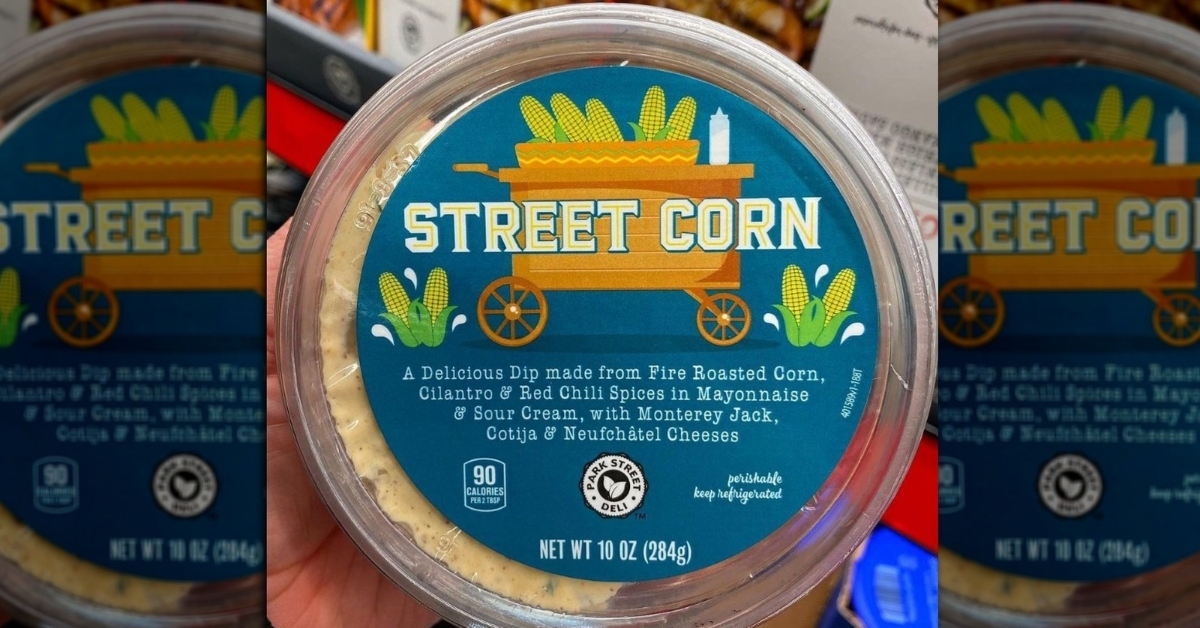 STREET CORN
A Delicious Dip made from Fire Roasted Corn,
Cilantro & Red Chili Spices in Mayonnaise
& Sour Cream, with Monterey Jack,
Cotija & Neufchâtel Cheeses
90
CALORIES
PER 2 TBSP
PARK STREET
DELI
TM
perishable
keep refrigerated
NET WT 10 OZ (284g)